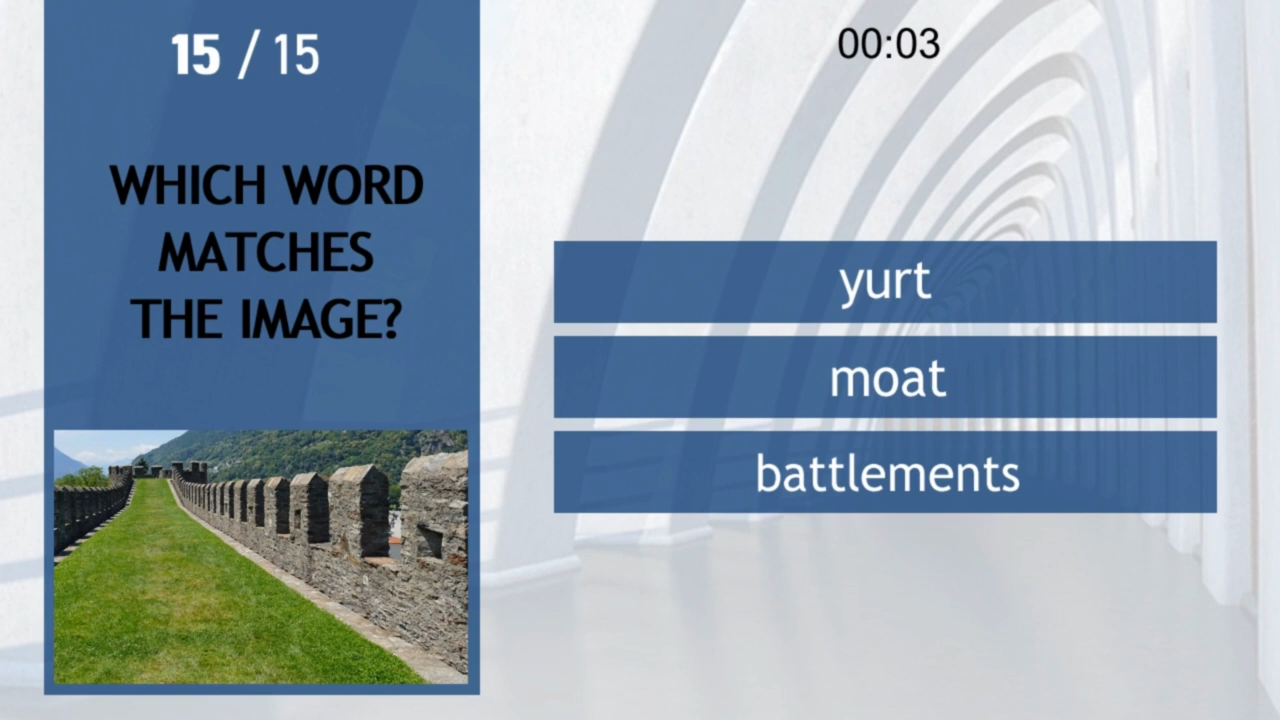 15 / 15
00:03
WHICH WORD
MATCHES
THE IMAGE?
yurt
moat
battlements